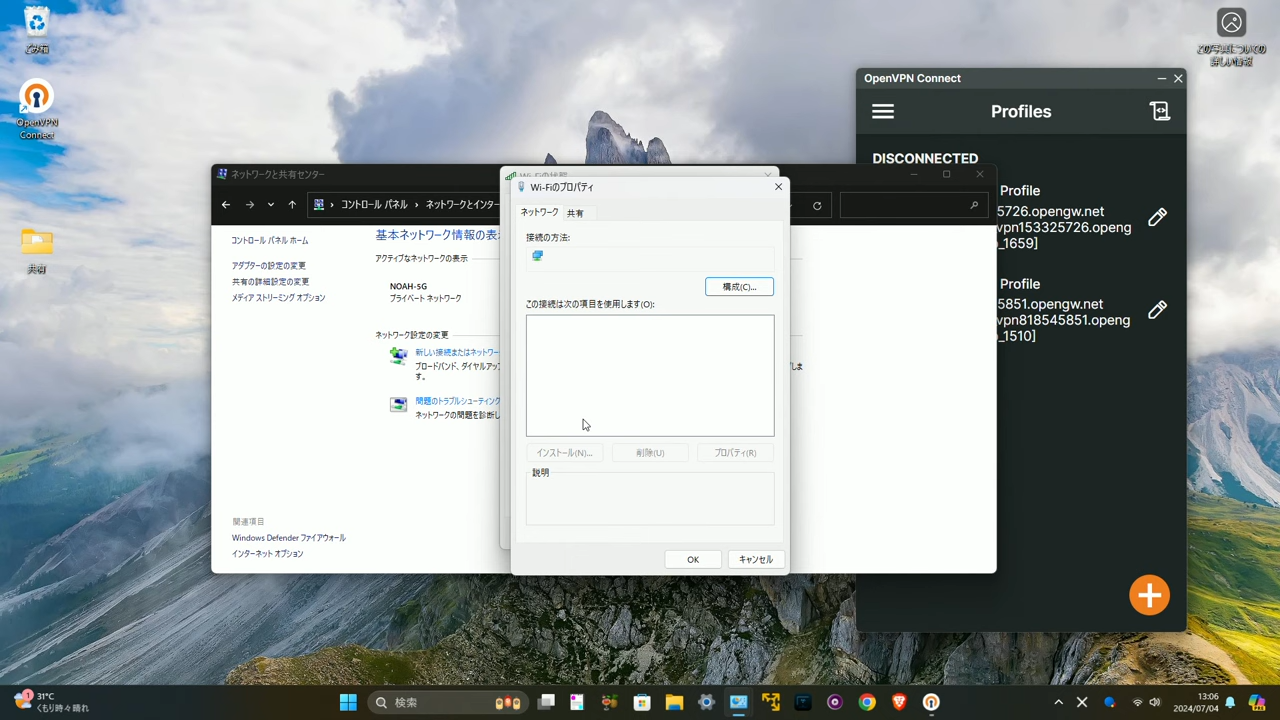 ごみ箱
OpenVPN
Connect
共有
この写真についての
詳しい情報
OpenVPN Connect
Profiles
DISCONNECTED
Profile
5726.opengw.net
vpn153325726.openg
_1659]
Profile
5851.opengw.net
vpn818545851.openg
_1510]
ネットワークと共有センター
コントロール パネル › ネットワークとインター
コントロール パネル ホーム
アダプターの設定の変更
共有の詳細設定の変更
メディア ストリーミング オプション
基本ネットワーク情報の表示
アクティブなネットワークの表示
NOAH-5G
プライベート ネットワーク
ネットワーク設定の変更
新しい接続またはネットワー
ブロードバンド、ダイヤルアップ
す。
しま
問題のトラブルシューティング
ネットワークの問題を診断し
関連項目
Windows Defender ファイアウォール
インターネット オプション
Wi-Fiの状態
Wi-Fiのプロパティ
ネットワーク 共有
接続の方法:
構成(C)...
この接続は次の項目を使用します(O):
インストール(N)... 削除(U) プロパティ(R)
説明
OK キャンセル
1
31°C
くもり時々晴れ
検索
13:06
2024/07/04